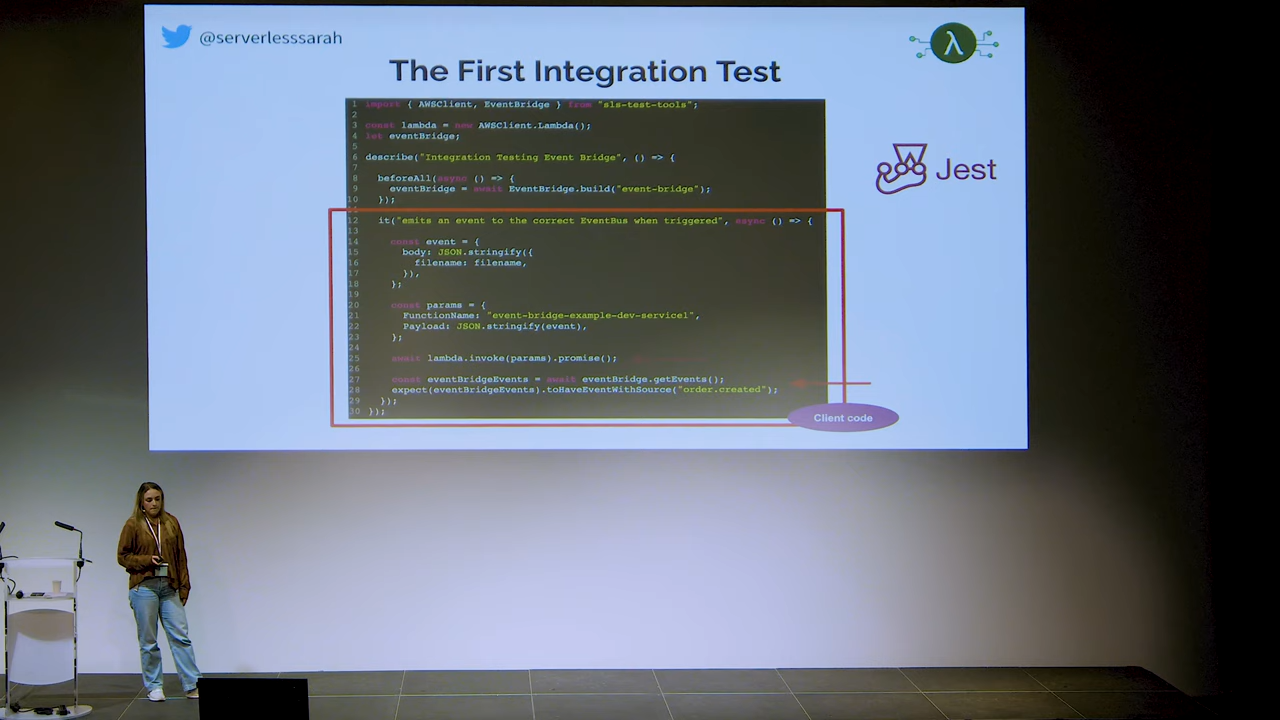 @serverlesssarah
The First Integration Test
1 import { AWSClient, EventBridge } from "sls-test-tools";
2
3 const lambda = new AWSClient.Lambda();
4 let eventBridge;
5
6 describe("Integration Testing Event Bridge", () => {
7
8 beforeAll(async () => {
9 eventBridge = await EventBridge.build("event-bridge");
10 });
11
12 it("emits an event to the correct EventBus when triggered", async () => {
13
14 const event = {
15 body: JSON.stringify({
16 filename: filename,
17 }),
18 };
19
20 const params = {
21 FunctionName: "event-bridge-example-dev-service1",
22 Payload: JSON.stringify(event),
23 };
24
25 await lambda.invoke(params).promise();
26
27 const eventBridgeEvents = await eventBridge.getEvents();
28 expect(eventBridgeEvents).toHaveEventWithSource("order.created");
29 });
30 });
λ
Jest
Client code